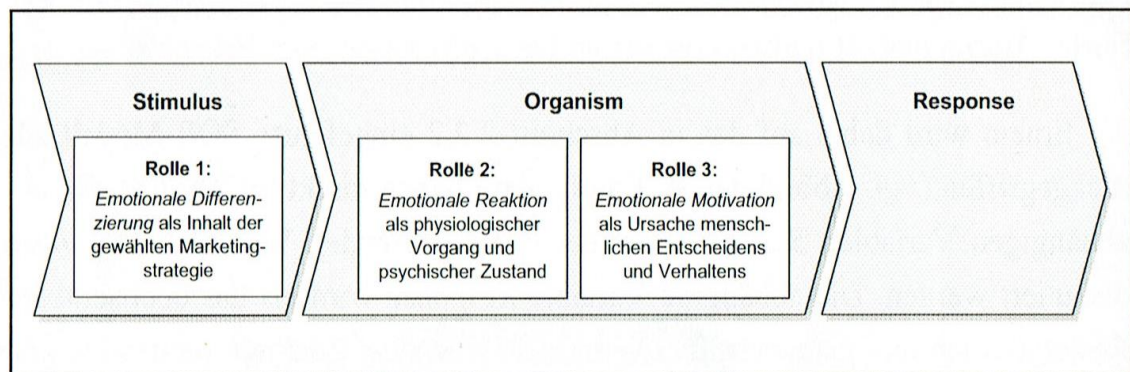 Stimulus
Rolle 1:
Emotionale Differen-
zierung als Inhalt der
gewählten Marketing-
strategie
Organism
Rolle 2:
Emotionale Reaktion
als physiologischer
Vorgang und
psychischer Zustand
Rolle 3:
Emotionale Motivation
als Ursache mensch-
lichen Entscheidens
und Verhaltens
Response